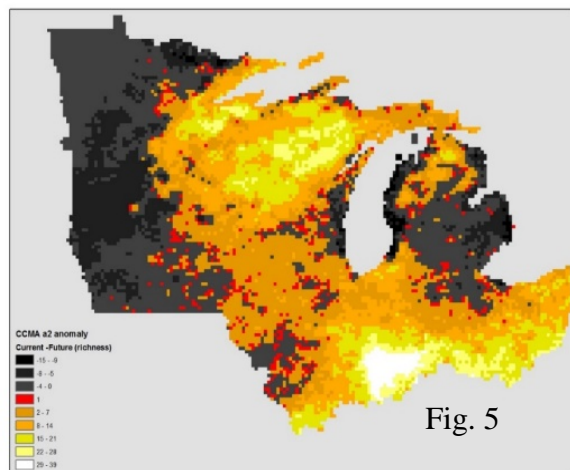 CCMA a2 anomaly
Current -Future (richness)
-15 - -9
-8 - -5
-4 - 0
1
2 - 7
8 - 14
15 - 21
22 - 28
29 - 39
Fig. 5